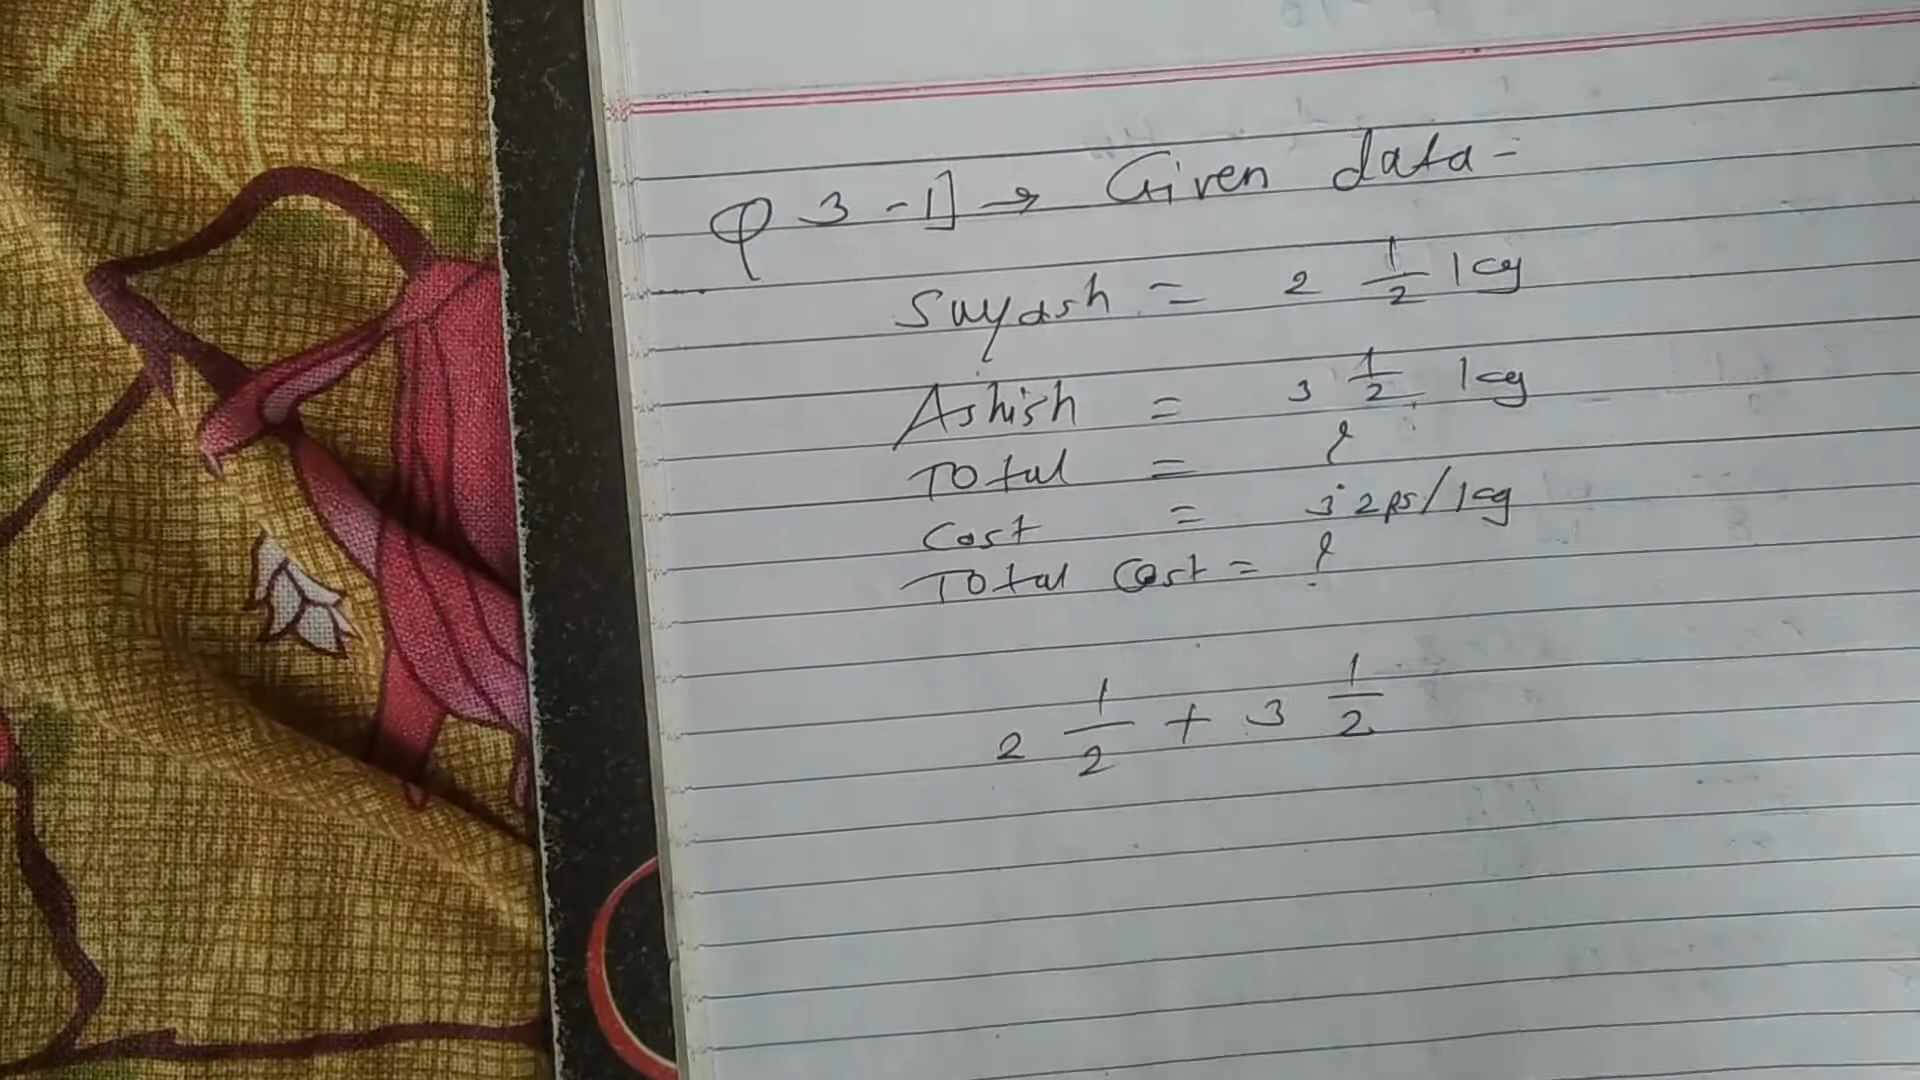 Q 3 -1] → Given data =
Suyash = 2 1/2 kg
Ashish = 3 1/2 kg
Total = ?
Cost = 32 rs/kg
Total Cost = ?
2 1/2 + 3 1/2